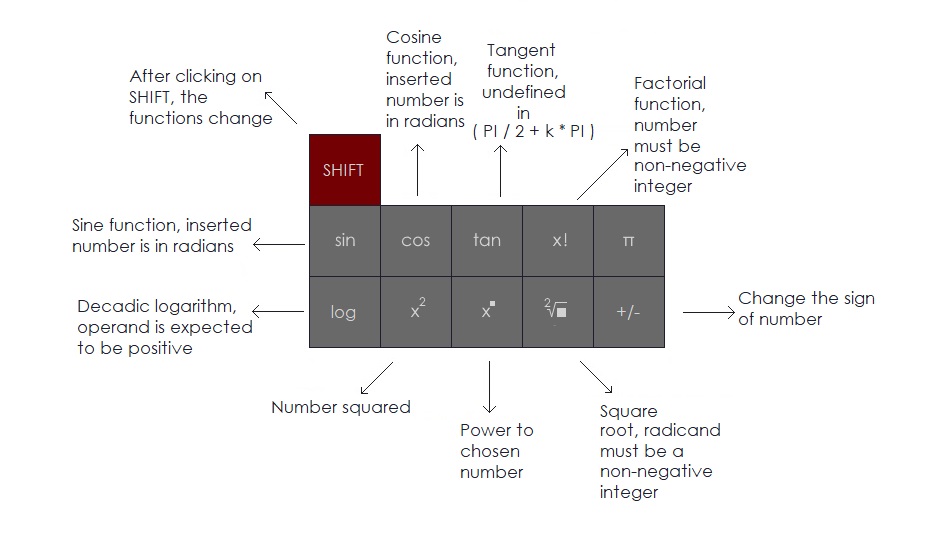 Cosine
function,
inserted
number is
in radians
Tangent
function,
undefined
in
( PI / 2 + k * PI )
After clicking on
SHIFT, the
functions change
Factorial
function,
number
must be
non-negative
integer
SHIFT
Sine function, inserted
number is in radians
sin cos tan x! π
Decadic logarithm,
operand is expected
to be positive
log x² x▪ ²√▪ +/-
Change the sign
of number
Number squared
Power to
chosen
number
Square
root, radicand
must be a
non-negative
integer